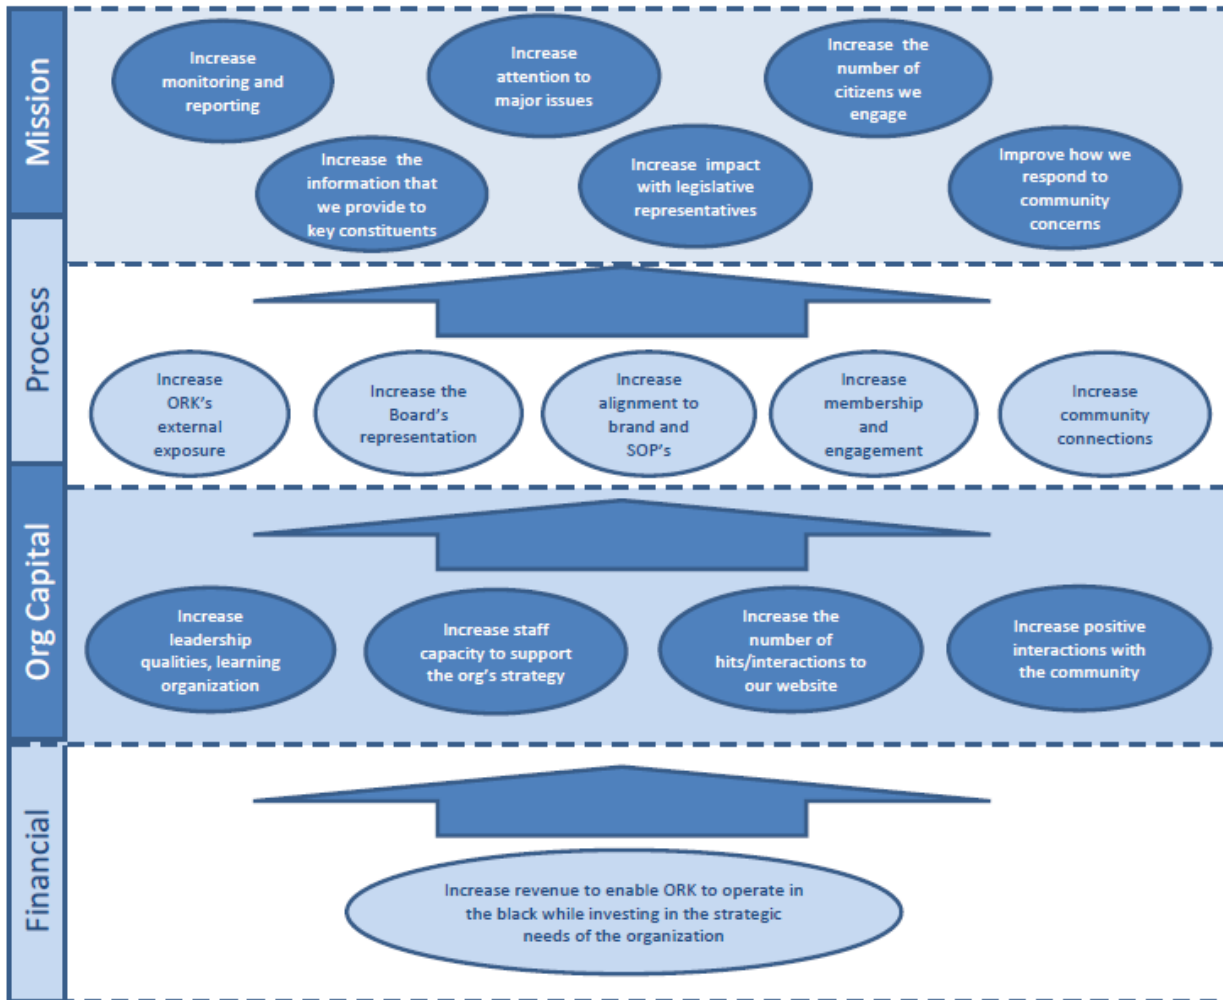 Mission
Increase
monitoring and
reporting
Increase
attention to
major issues
Increase the
number of
citizens we
engage
Increase the
information that
we provide to
key constituents
Increase impact
with legislative
representatives
Improve how we
respond to
community
concerns
Process
Increase
ORK's
external
exposure
Increase the
Board's
representation
Increase
alignment to
brand and
SOP's
Increase
membership
and
engagement
Increase
community
connections
Org Capital
Increase
leadership
qualities, learning
organization
Increase staff
capacity to support
the org's strategy
Increase the
number of
hits/interactions to
our website
Increase positive
interactions with
the community
Financial
Increase revenue to enable ORK to operate in
the black while investing in the strategic
needs of the organization